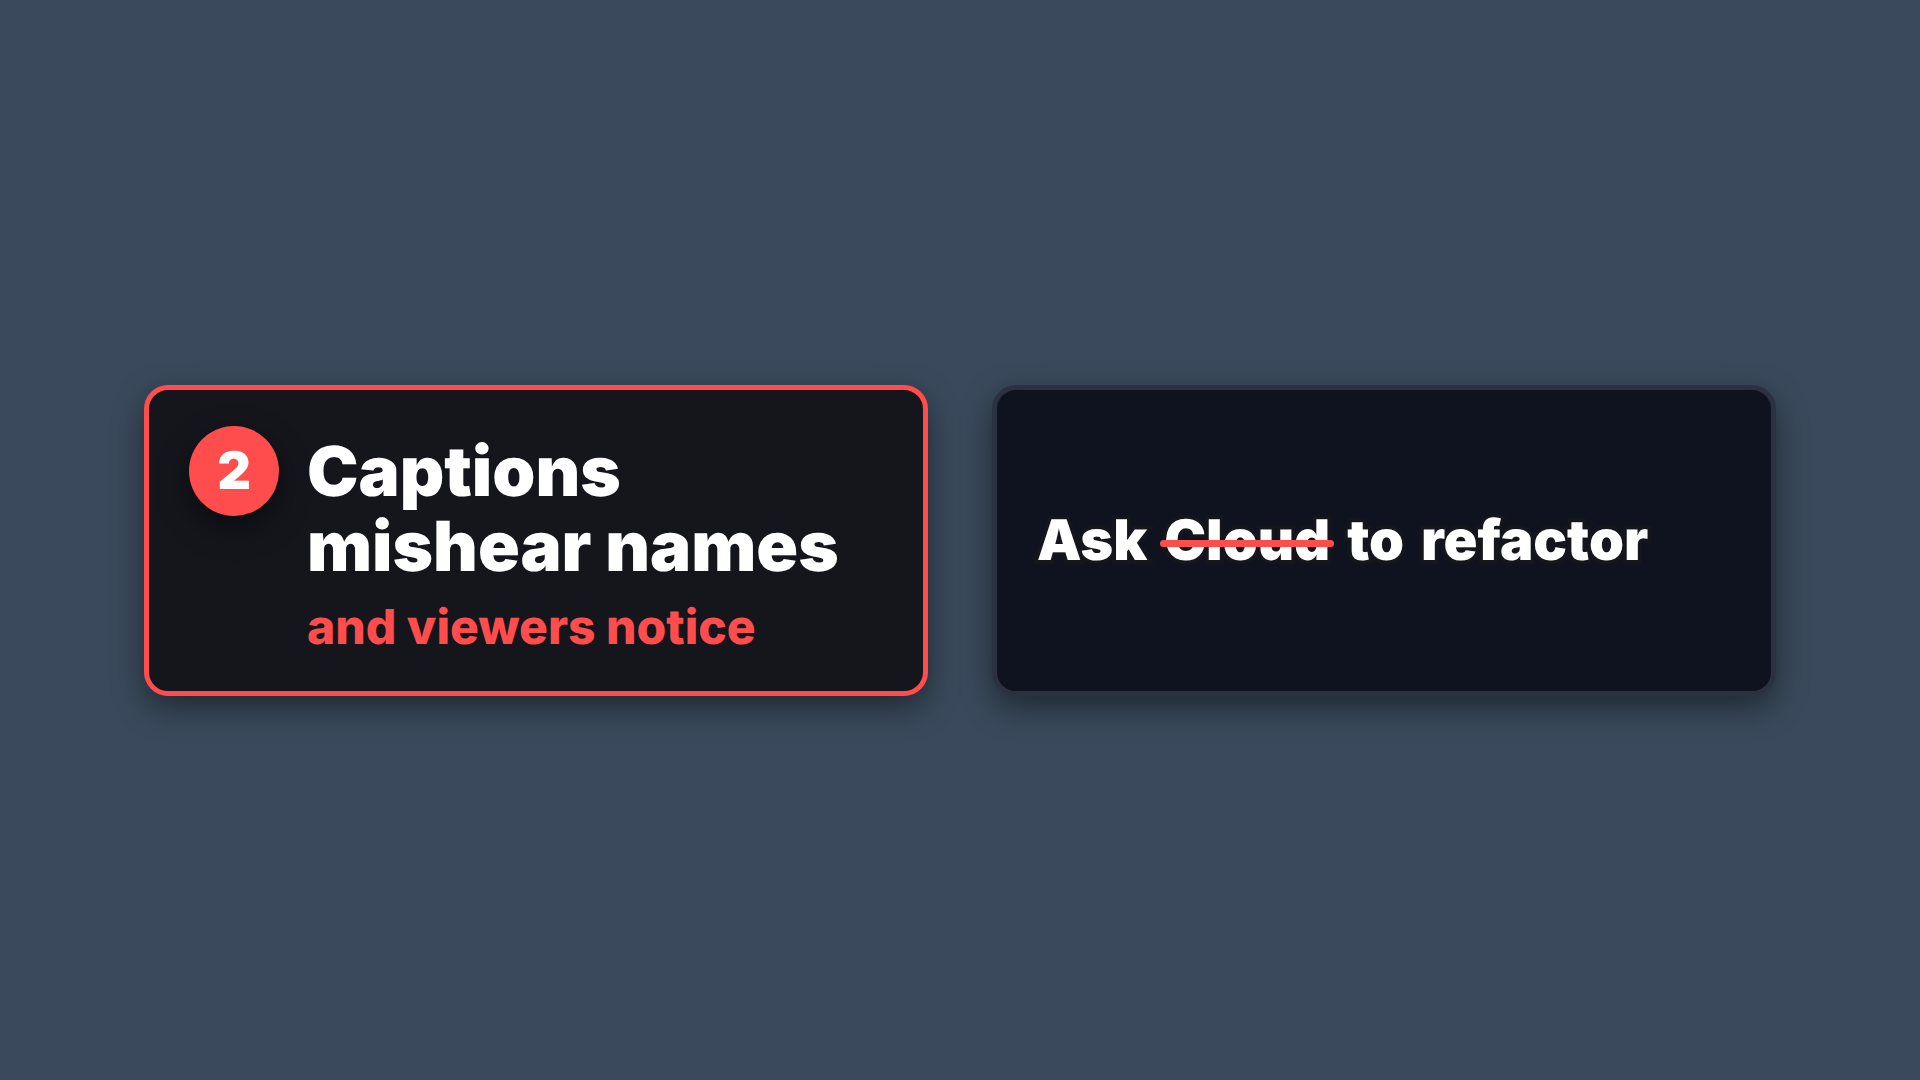 2
Captions
mishear names
and viewers notice
Ask Cloud to refactor